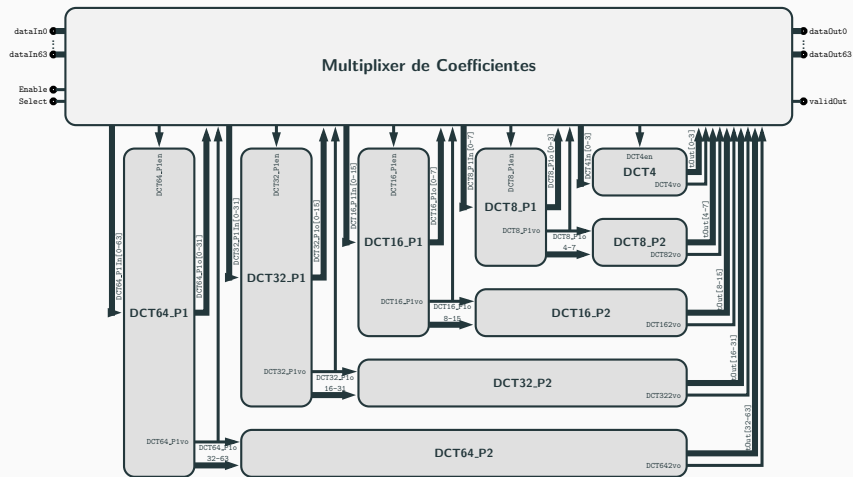 dataIn0
dataIn63
Enable
Select
Multiplixer de Coefficientes
dataOut0
dataOut63
validOut
DCT64_P1In[0-63]
DCT64_P1en
DCT64_P1
DCT64_P1o[0-31]
DCT64_P1vo
DCT64_P1o
32-63
DCT32_P1In[0-31]
DCT32_P1en
DCT32_P1
DCT32_P1o[0-15]
DCT32_P1vo
DCT32_P1o
16-31
DCT16_P1In[0-15]
DCT16_P1en
DCT16_P1
DCT16_P1o[0-7]
DCT16_P1vo
DCT16_P1o
8-15
DCT8_P1In[0-7]
DCT8_P1en
DCT8_P1
DCT8_P1o[0-3]
DCT8_P1vo
DCT8_P1o
4-7
DCT4In[0-3]
DCT4en
DCT4
DCT4vo
tOut[0-3]
DCT8_P2
DCT82vo
tOut[4-7]
DCT16_P2
DCT162vo
tOut[8-15]
DCT32_P2
DCT322vo
tOut[16-31]
DCT64_P2
DCT642vo
tOut[32-63]